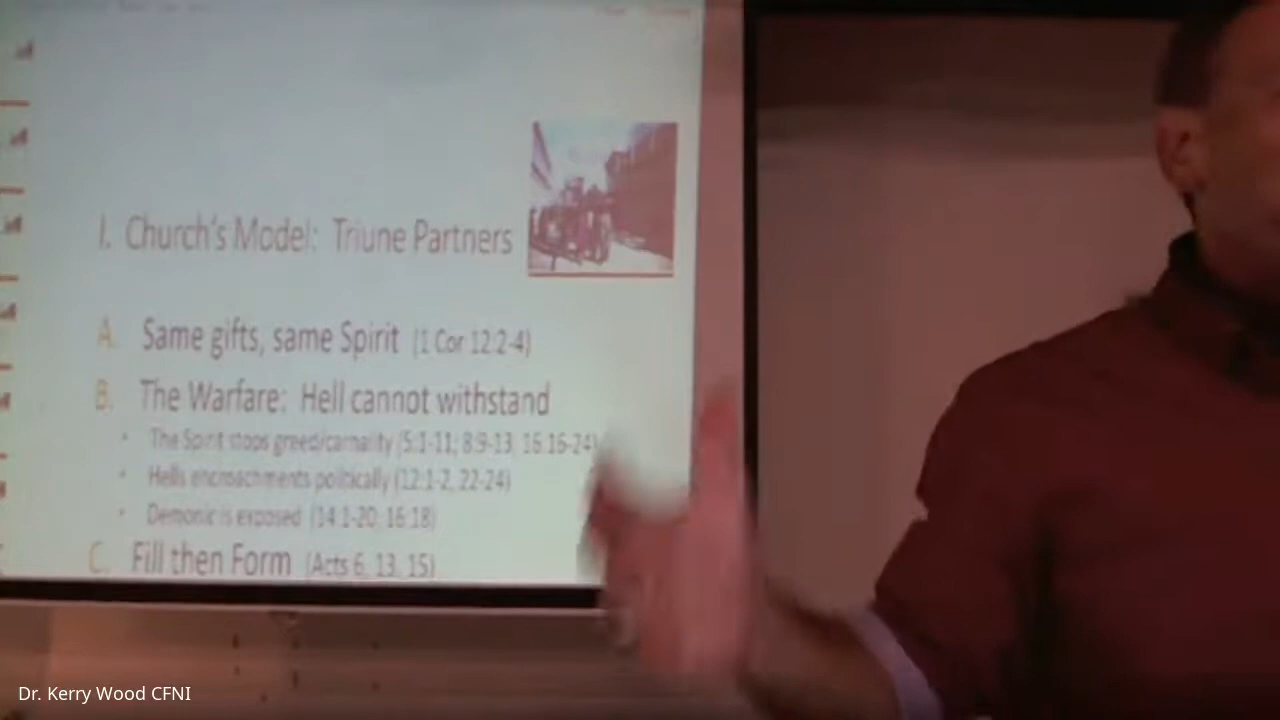 I. Church's Model: Triune Partners
A. Same gifts, same Spirit (1 Cor 12:2-4)
B. The Warfare: Hell cannot withstand
• The Spirit stops greed/carnality (5:1-11; 8:9-13, 16:16-24)
• Hells encroachments politically (12:1-2, 22-24)
• Demonic is exposed (14:1-20; 16:18)
C. Fill then Form (Acts 6, 13, 15)
Dr. Kerry Wood CFNI